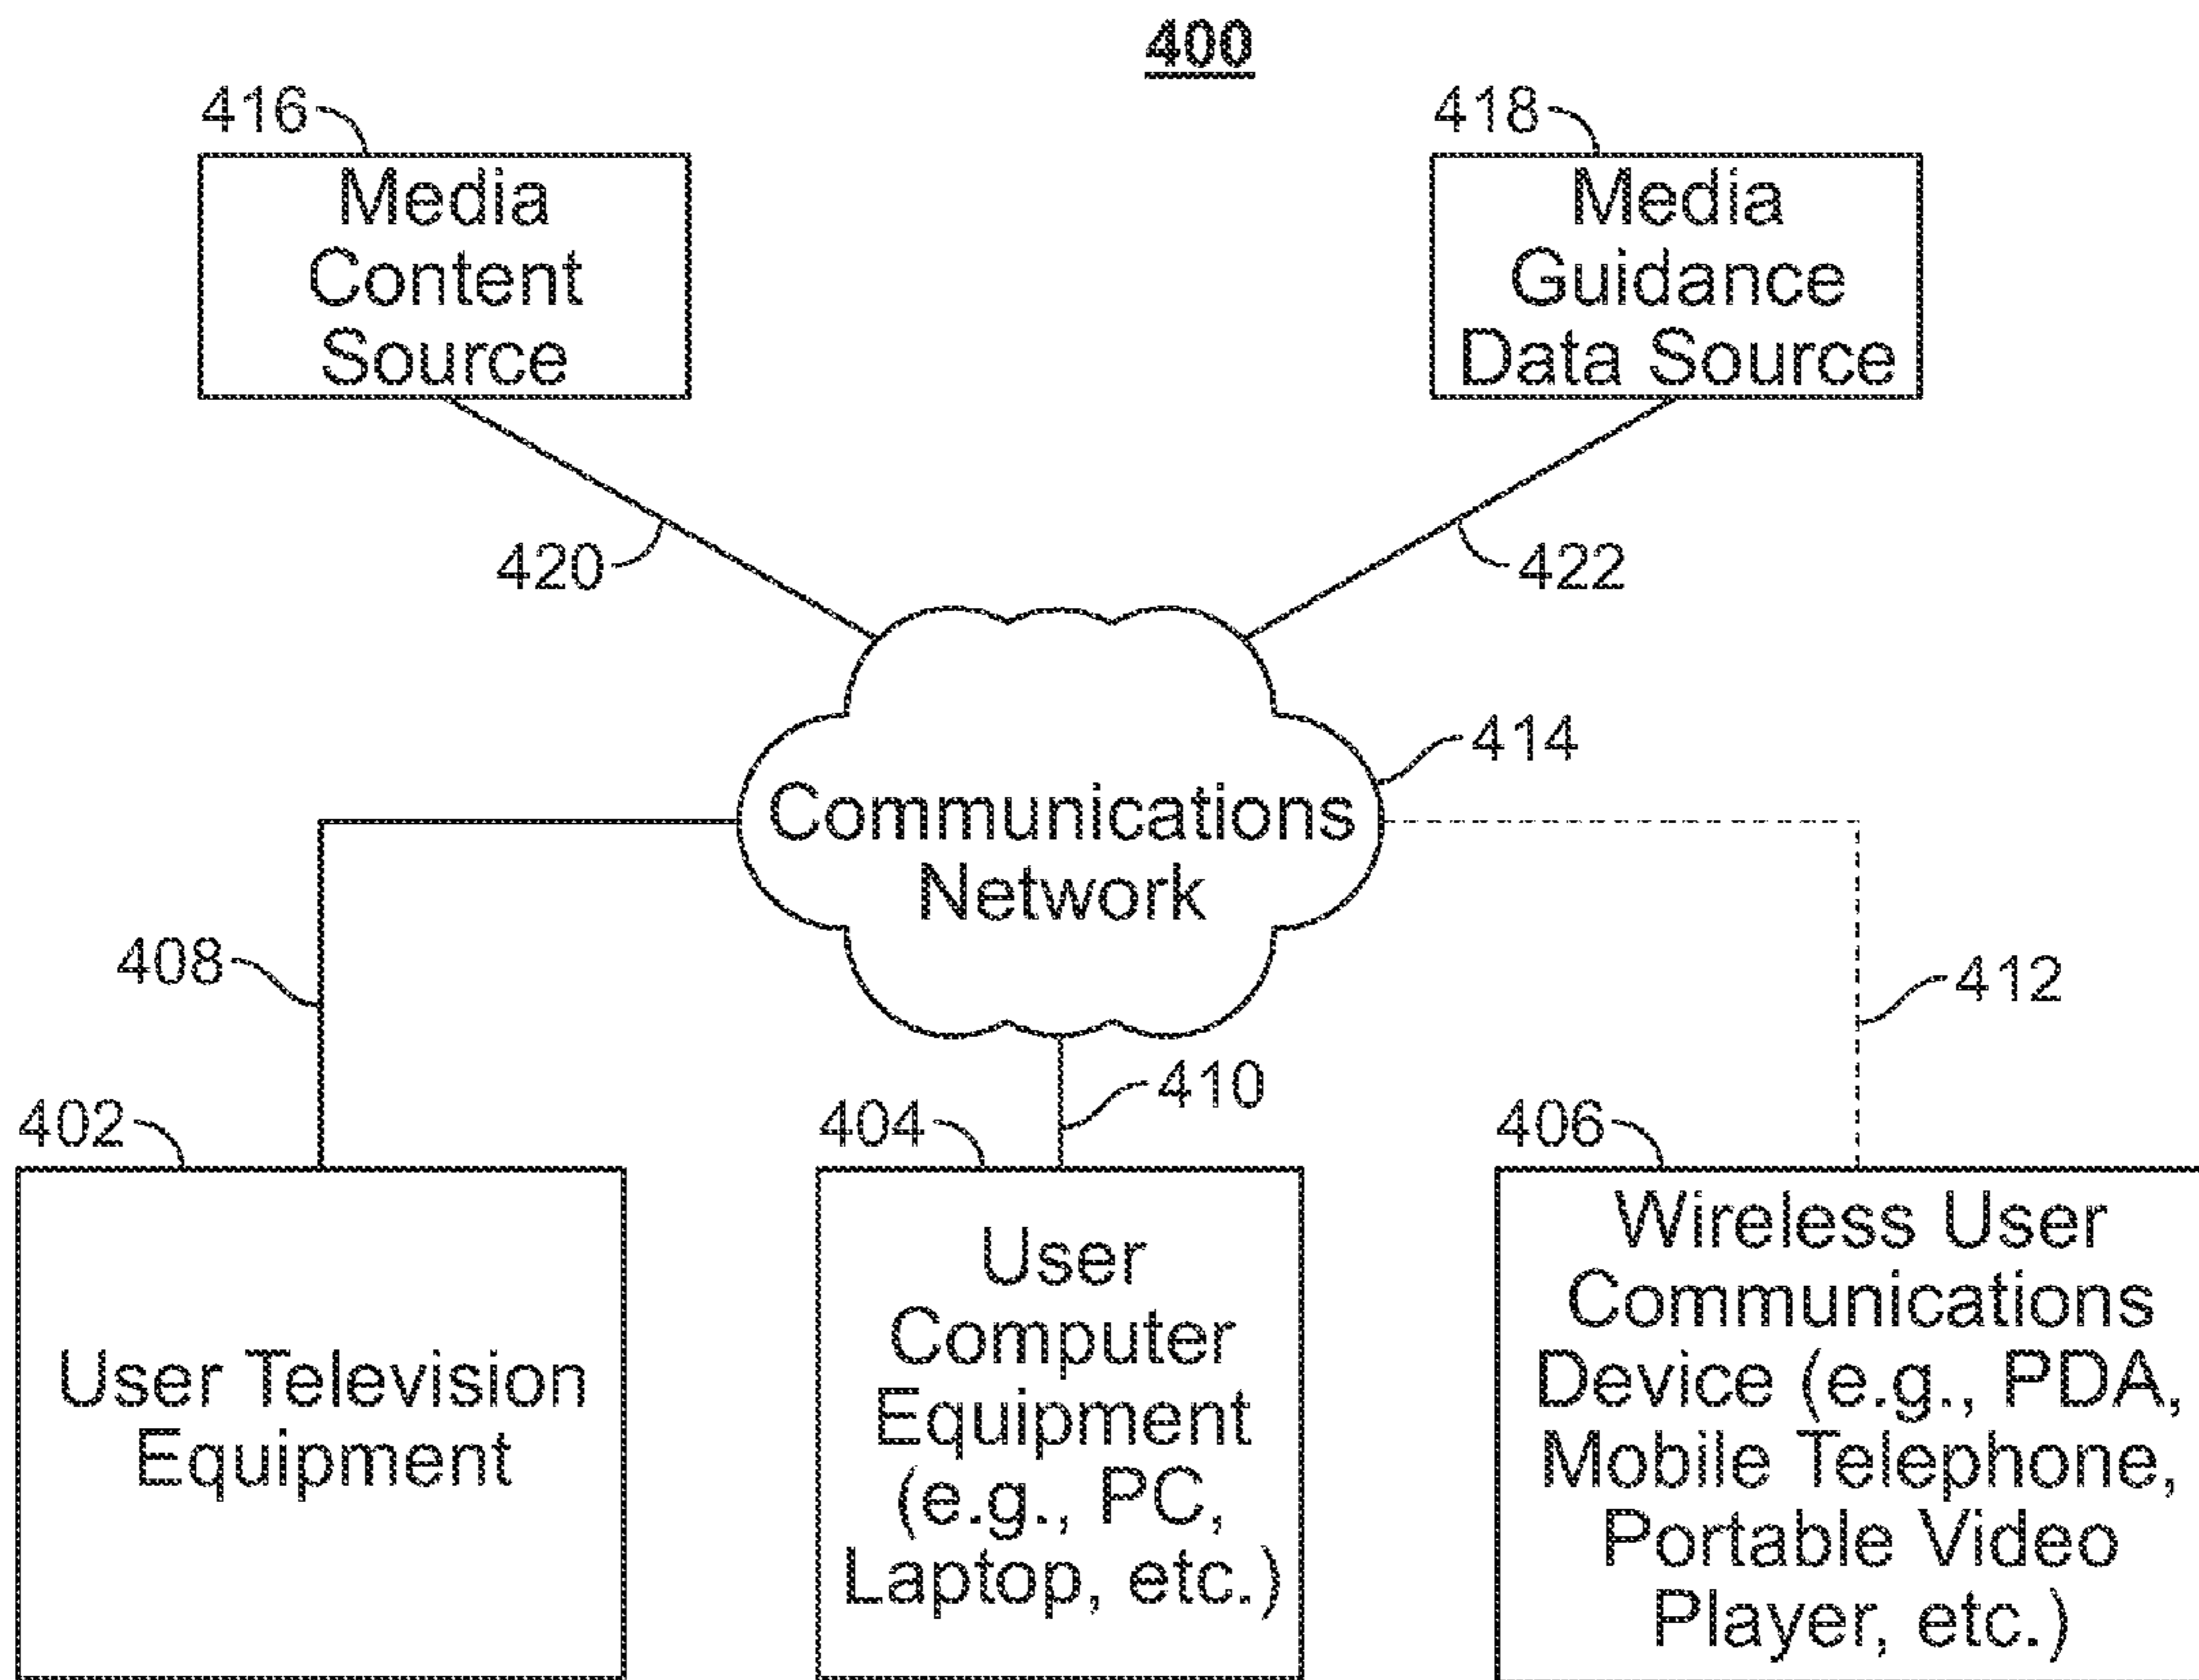 400
416
418
Media
Content
Source
Media
Guidance
Data Source
420
422
414
Communications
Network
408
412
410
402
404
406
User Television
Equipment
User
Computer
Equipment
(e.g., PC,
Laptop, etc.)
Wireless User
Communications
Device (e.g., PDA,
Mobile Telephone,
Portable Video
Player, etc.)